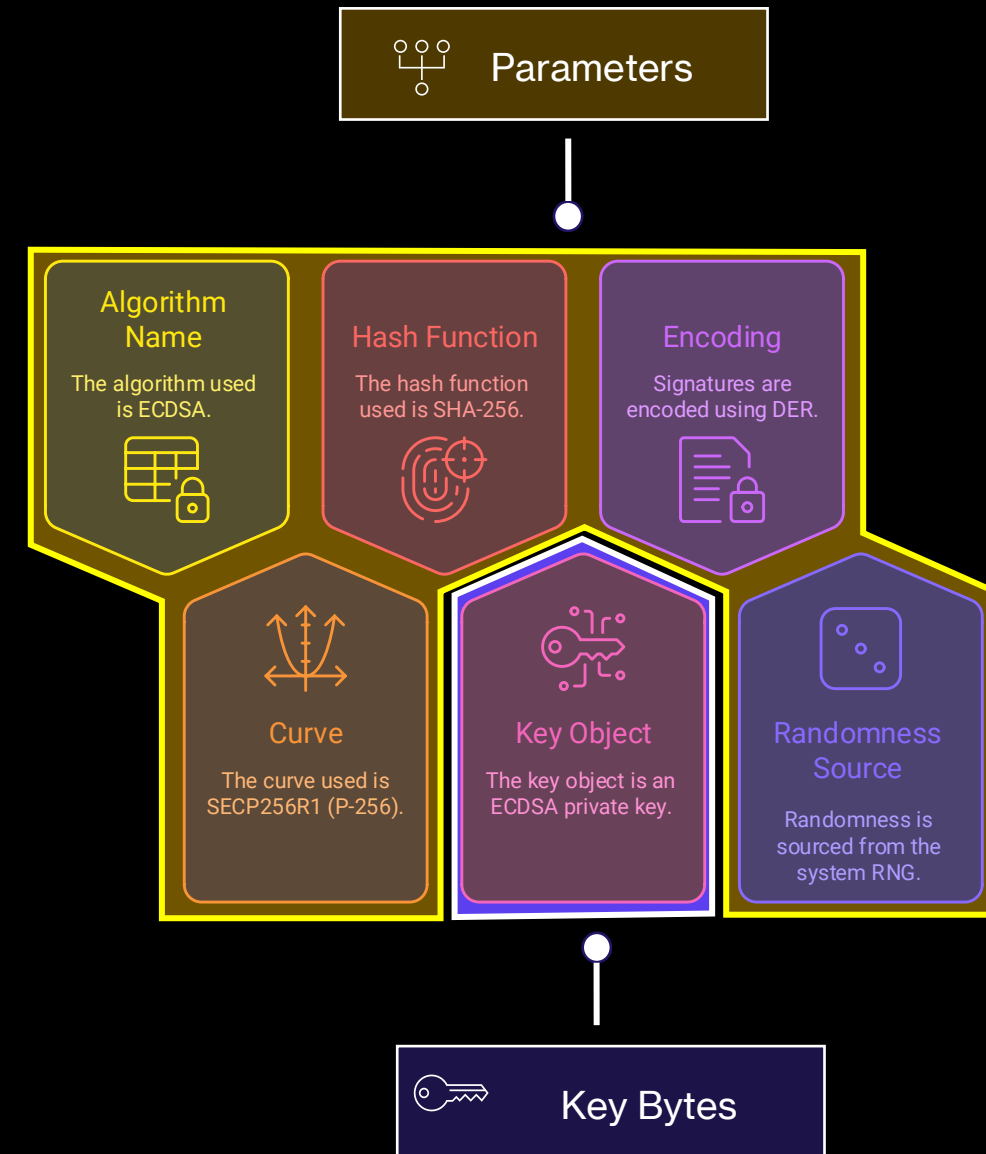 Parameters
Algorithm
Name
The algorithm used
is ECDSA.
Hash Function
The hash function
used is SHA-256.
Encoding
Signatures are
encoded using DER.
Curve
The curve used is
SECP256R1 (P-256).
Key Object
The key object is an
ECDSA private key.
Randomness
Source
Randomness is
sourced from the
system RNG.
Key Bytes